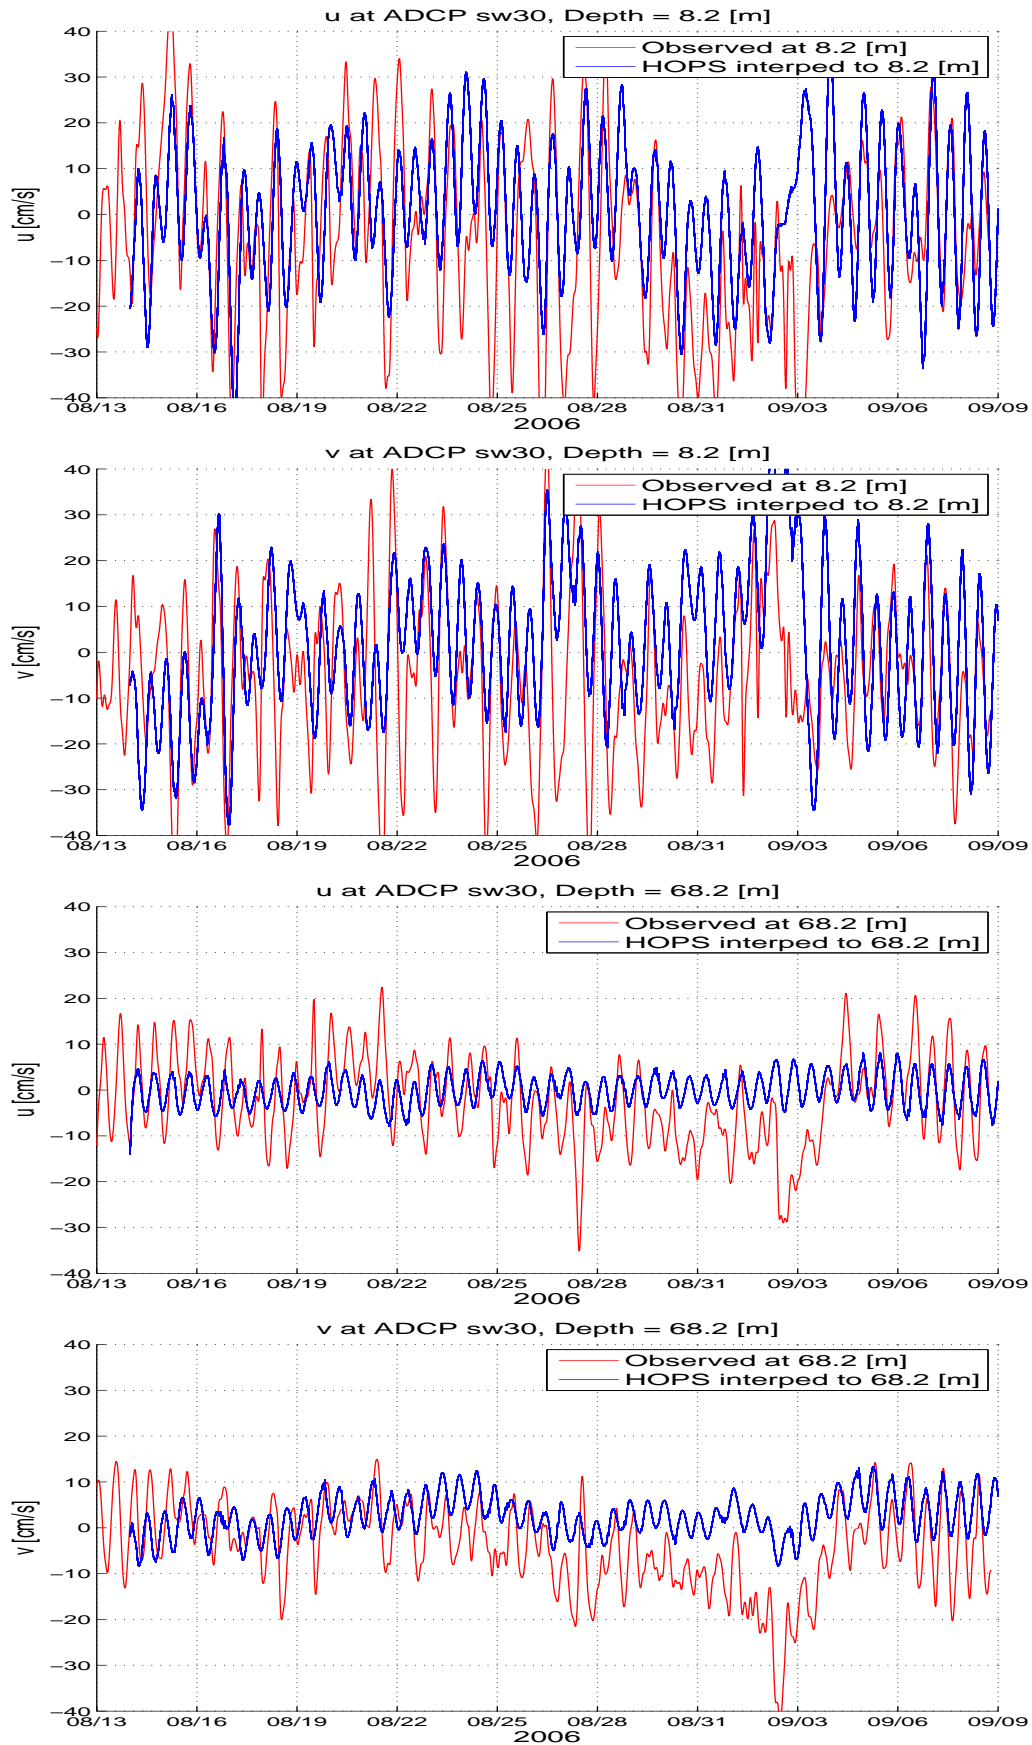 u at ADCP sw30, Depth = 8.2 [m]
Observed at 8.2 [m]
HOPS interped to 8.2 [m]
u [cm/s]
40
30
20
10
0
−10
−20
−30
−40
08/13 08/16 08/19 08/22 08/25 08/28 08/31 09/03 09/06 09/09
2006
v at ADCP sw30, Depth = 8.2 [m]
Observed at 8.2 [m]
HOPS interped to 8.2 [m]
v [cm/s]
40
30
20
10
0
−10
−20
−30
−40
08/13 08/16 08/19 08/22 08/25 08/28 08/31 09/03 09/06 09/09
2006
u at ADCP sw30, Depth = 68.2 [m]
Observed at 68.2 [m]
HOPS interped to 68.2 [m]
u [cm/s]
40
30
20
10
0
−10
−20
−30
−40
08/13 08/16 08/19 08/22 08/25 08/28 08/31 09/03 09/06 09/09
2006
v at ADCP sw30, Depth = 68.2 [m]
Observed at 68.2 [m]
HOPS interped to 68.2 [m]
v [cm/s]
40
30
20
10
0
−10
−20
−30
−40
08/13 08/16 08/19 08/22 08/25 08/28 08/31 09/03 09/06 09/09
2006